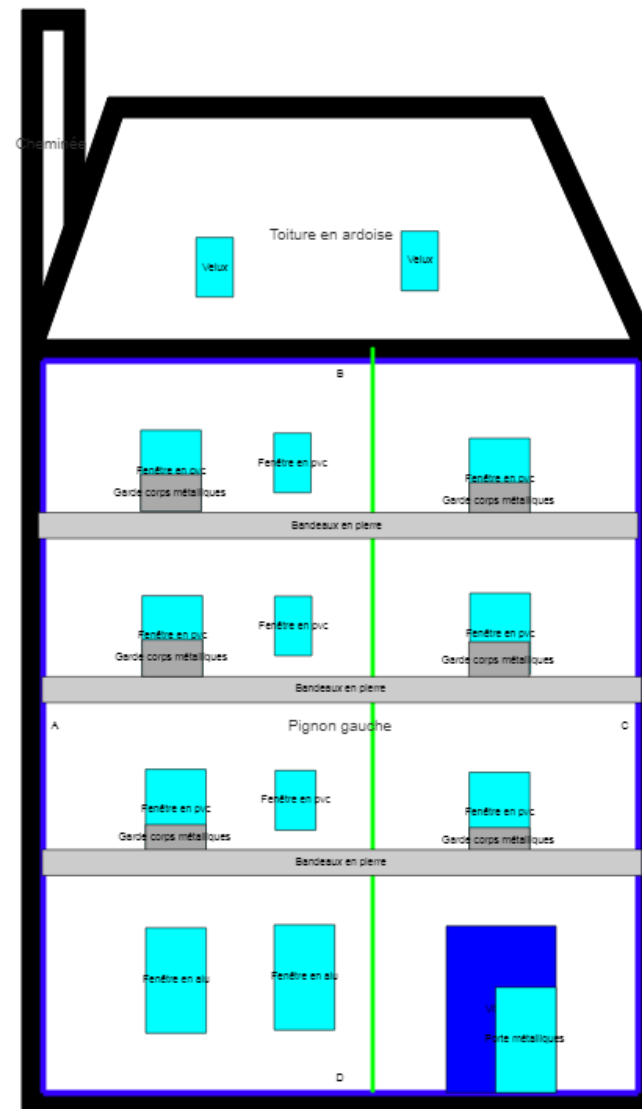 Cheminée
Toiture en ardoise
Velux
Velux
B
Fenêtre en pvc
Fenêtre en pvc
Fenêtre en pvc
Garde corps métalliques
Garde corps métalliques
Bandeaux en pierre
Fenêtre en pvc
Fenêtre en pvc
Fenêtre en pvc
Garde corps métalliques
Garde corps métalliques
Bandeaux en pierre
A
Pignon gauche
C
Fenêtre en pvc
Fenêtre en pvc
Fenêtre en pvc
Garde corps métalliques
Garde corps métalliques
Bandeaux en pierre
Fenêtre en alu
Fenêtre en alu
Porte métalliques
D